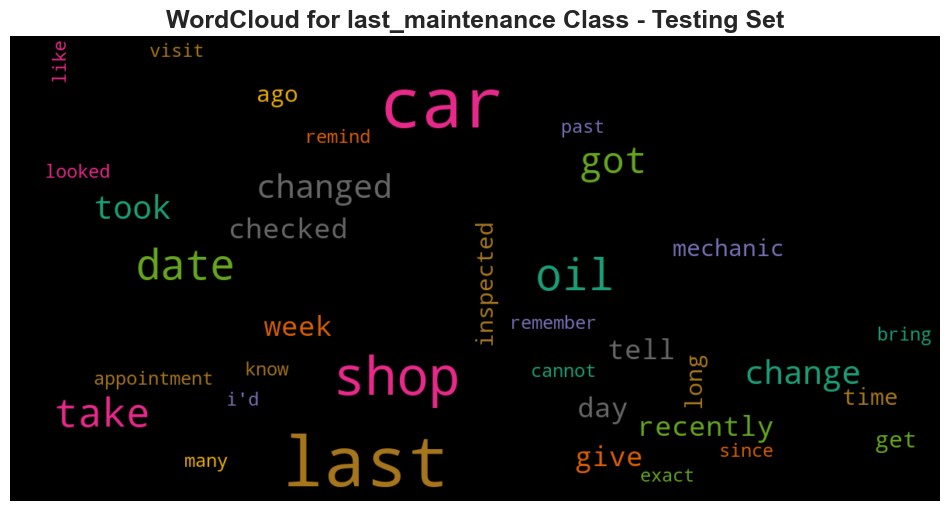 WordCloud for last_maintenance Class - Testing Set
like
visit
ago
car
remind
past
looked
got
took
changed
checked
date
inspected
mechanic
oil
week
remember
bring
tell
appointment
know
shop
cannot
long
change
take
i'd
day
time
recently
many
last
give
since
get
exact